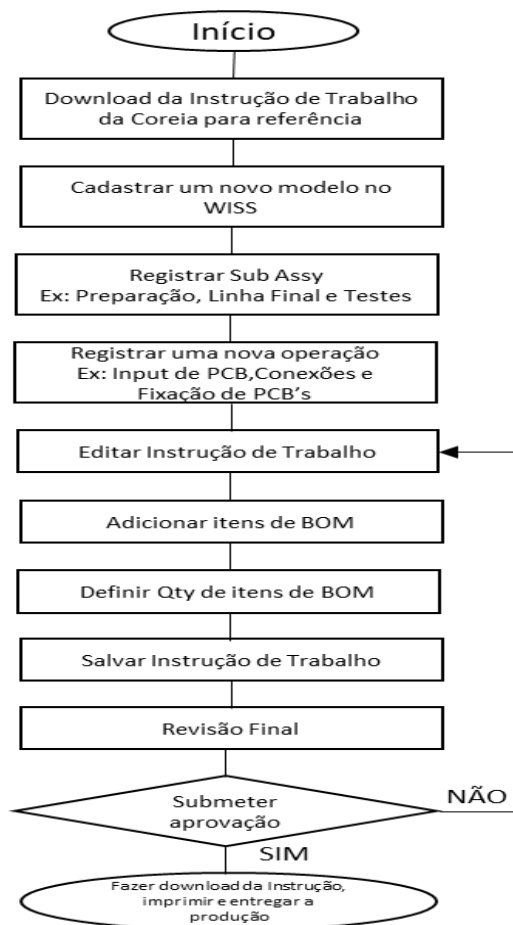 Início
Download da Instrução de Trabalho
da Coreia para referência
Cadastrar um novo modelo no
WISS
Registrar Sub Assy
Ex: Preparação, Linha Final e Testes
Registrar uma nova operação
Ex: Input de PCB,Conexões e
Fixação de PCB's
Editar Instrução de Trabalho
Adicionar itens de BOM
Definir Qty de itens de BOM
Salvar Instrução de Trabalho
Revisão Final
Submeter
aprovação
NÃO
SIM
Fazer download da Instrução,
imprimir e entregar a
produção